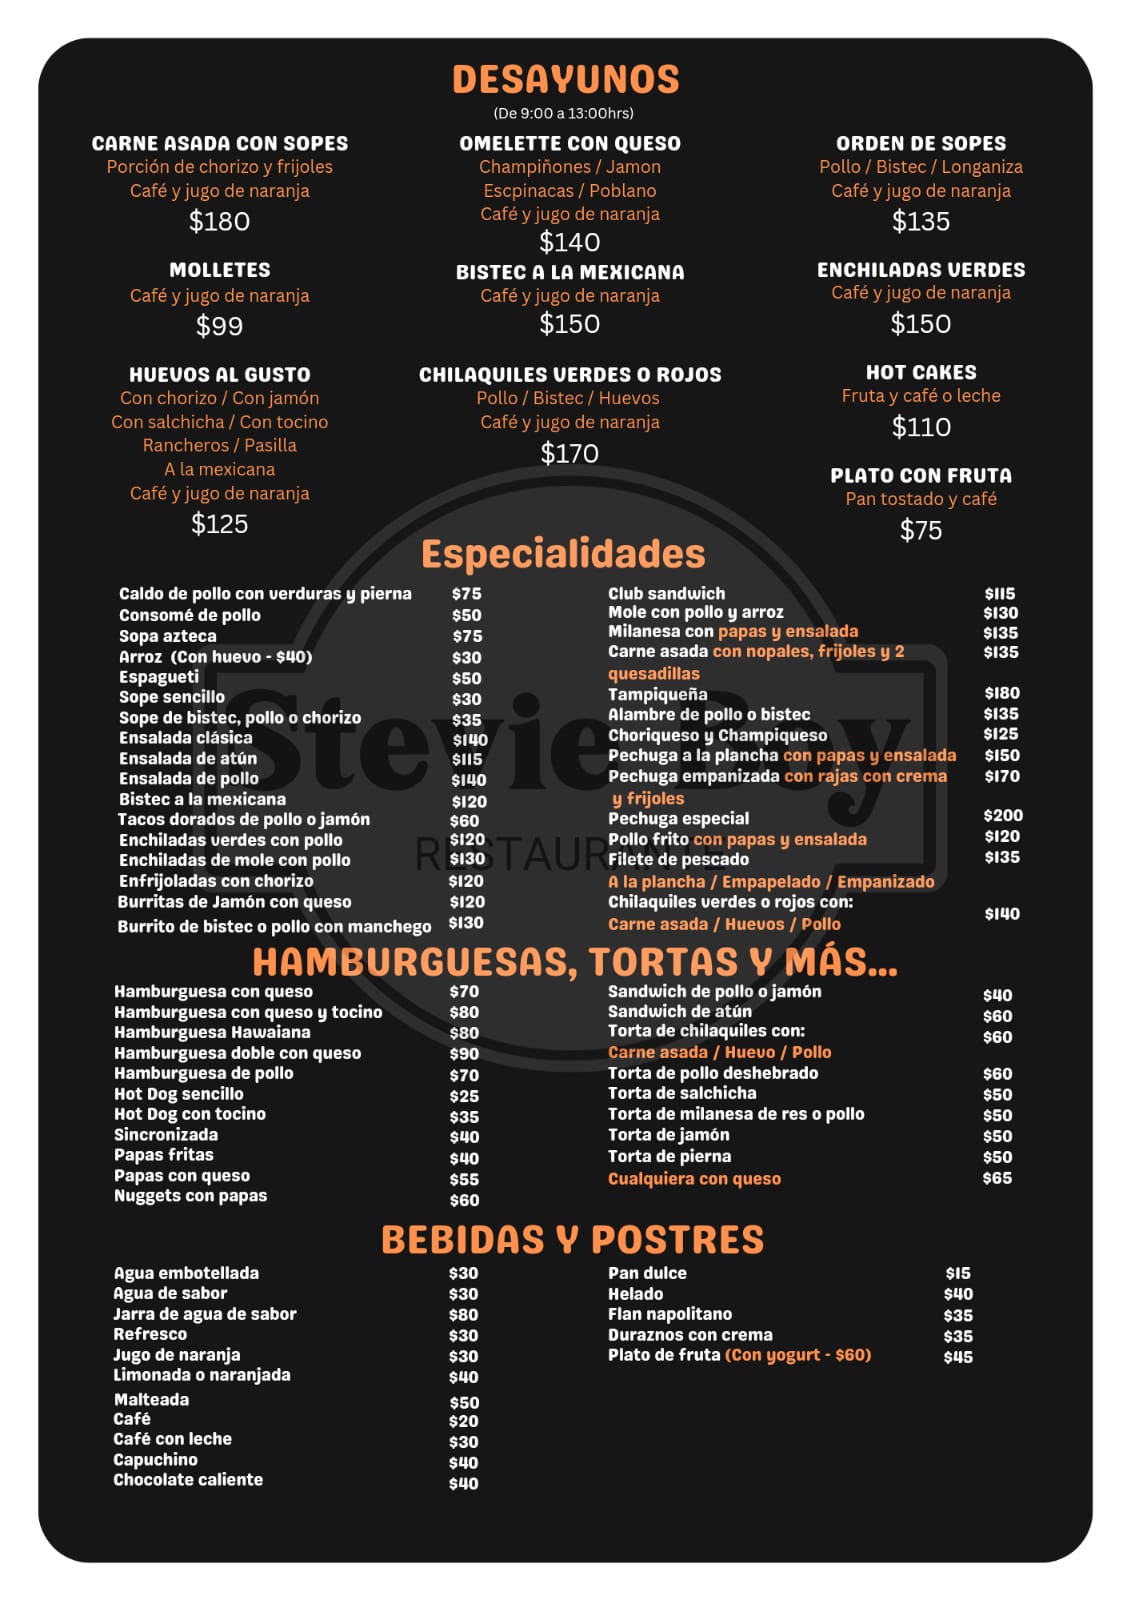 DESAYUNOS
(De 9:00 a 13:00hrs)
CARNE ASADA CON SOPES
Porción de chorizo y frijoles
Café y jugo de naranja
$180
OMELETTE CON QUESO
Champiñones / Jamon
Escpinacas / Poblano
Café y jugo de naranja
$140
ORDEN DE SOPES
Pollo / Bistec / Longaniza
Café y jugo de naranja
$135
MOLLETES
Café y jugo de naranja
$99
BISTEC A LA MEXICANA
Café y jugo de naranja
$150
ENCHILADAS VERDES
Café y jugo de naranja
$150
HUEVOS AL GUSTO
Con chorizo / Con jamón
Con salchicha / Con tocino
Rancheros / Pasilla
A la mexicana
Café y jugo de naranja
$125
CHILAQUILES VERDES O ROJOS
Pollo / Bistec / Huevos
Café y jugo de naranja
$170
HOT CAKES
Fruta y café o leche
$110
PLATO CON FRUTA
Pan tostado y café
$75
Especialidades
Caldo de pollo con verduras y pierna $75
Consomé de pollo $50
Sopa azteca $75
Arroz (Con huevo - $40) $30
Espagueti $50
Sope sencillo $30
Sope de bistec, pollo o chorizo $35
Ensalada clásica $140
Ensalada de atún $115
Ensalada de pollo $140
Bistec a la mexicana $120
Tacos dorados de pollo o jamón $60
Enchiladas verdes con pollo $120
Enchiladas de mole con pollo $130
Enfrijoladas con chorizo $120
Burritas de Jamón con queso $120
Burrito de bistec o pollo con manchego $130
Club sandwich $115
Mole con pollo y arroz $130
Milanesa con papas y ensalada $135
Carne asada con nopales, frijoles y 2 $135
quesadillas
Tampiqueña $180
Alambre de pollo o bistec $135
Choriqueso y Champiqueso $125
Pechuga a la plancha con papas y ensalada $150
Pechuga empanizada con rajas con crema $170
y frijoles
Pechuga especial $200
Pollo frito con papas y ensalada $120
Filete de pescado $135
A la plancha / Empapelado / Empanizado
Chilaquiles verdes o rojos con:
Carne asada / Huevos / Pollo $140
Stevie Boy
RESTAURANTE
HAMBURGUESAS, TORTAS Y MÁS...
Hamburguesa con queso $70
Hamburguesa con queso y tocino $80
Hamburguesa Hawaiana $80
Hamburguesa doble con queso $90
Hamburguesa de pollo $70
Hot Dog sencillo $25
Hot Dog con tocino $35
Sincronizada $40
Papas fritas $40
Papas con queso $55
Nuggets con papas $60
Sandwich de pollo o jamón $40
Sandwich de atún $60
Torta de chilaquiles con: $60
Carne asada / Huevo / Pollo
Torta de pollo deshebrado $60
Torta de salchicha $50
Torta de milanesa de res o pollo $50
Torta de jamón $50
Torta de pierna $50
Cualquiera con queso $65
BEBIDAS Y POSTRES
Agua embotellada $30
Agua de sabor $30
Jarra de agua de sabor $80
Refresco $30
Jugo de naranja $30
Limonada o naranjada $40
Malteada $50
Café $20
Café con leche $30
Capuchino $40
Chocolate caliente $40
Pan dulce $15
Helado $40
Flan napolitano $35
Duraznos con crema $35
Plato de fruta (Con yogurt - $60) $45